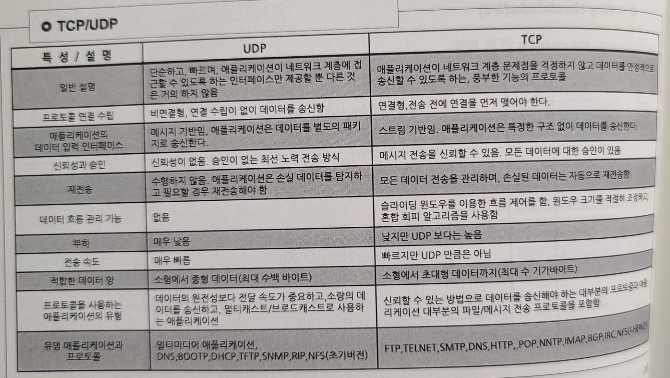 TCP/UDP
특 성 / 설 명
UDP
TCP
일반 설명
단순하고, 빠르며, 애플리케이션이 네트워크 계층에 접
근할 수 있도록 하는 인터페이스만 제공할 뿐 다른 것
은 거의 하지 않음
애플리케이션이 네트워크 계층 문제점을 걱정하지 않고 데이터를 안정적으로
송신할 수 있도록 하는, 풍부한 기능의 프로토콜
프로토콜 연결 수립
비연결형, 연결 수립이 없이 데이터를 송신함
연결형,전송 전에 연결을 먼저 맺어야 한다.
애플리케이션의
데이터 입력 인터페이스
메시지 기반임, 애플리케이션은 데이터를 별도의 패키
지로 송신한다.
스트림 기반임. 애플리케이션은 특정한 구조 없이 데이터를 송신한다.
신뢰성과 승인
신뢰성이 없음. 승인이 없는 최선 노력 전송 방식
메시지 전송을 신뢰할 수 있음. 모든 데이터에 대한 승인이 있음
재전송
수행하지 않음. 애플리케이션은 손실 데이터를 탐지하
고 필요할 경우 재전송해야 함
모든 데이터 전송을 관리하며, 손실된 데이터는 자동으로 재전송함
데이터 흐름 관리 기능
없음
슬라이딩 윈도우를 이용한 흐름 제어를 함, 윈도우 크기를 적절히 조정하고,
혼합 회피 알고리즘을 사용함
부하
매우 낮음
낮지만 UDP 보다는 높음
전송 속도
매우 빠름
빠르지만 UDP 만큼은 아님
적합한 데이터 양
소형에서 중형 데이터(최대 수백 바이트)
소형에서 초대형 데이터까지(최대 수 기가바이트)
프로토콜을 사용하는
애플리케이션의 유형
데이터의 완전성보다 전달 속도가 중요하고,소량의 데
이터를 송신하고, 멀티캐스트/브로드캐스트로 사용하
는 애플리케이션
신뢰할 수 있는 방법으로 데이터를 송신해야 하는 대부분의 프로토콜과 애플
리케이션 대부분의 파일/메시지 전송 프로토콜을 포함함
유명 애플리케이션과
프로토콜
멀티미디어 애플리케이션,
DNS,BOOTP,DHCP,TFTP,SNMP,RIP,NFS(초기버전)
FTP,TELNET,SMTP,DNS,HTTP,,POP,NNTP,IMAP,BGP,IRC,NFS(나중버전)